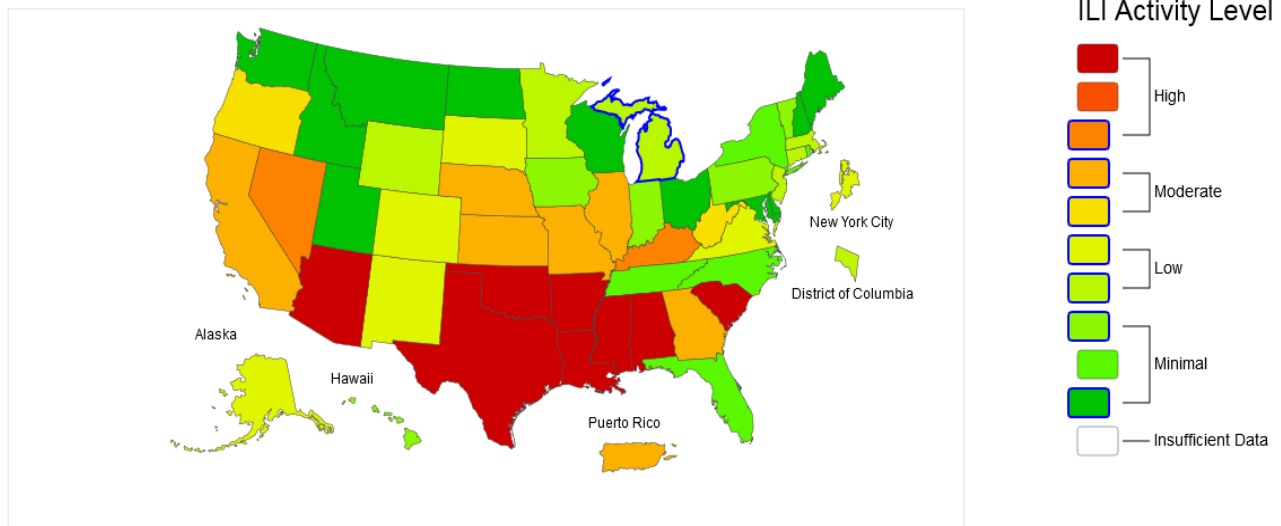 ILI Activity Level
High
Moderate
New York City
Low
District of Columbia
Alaska
Hawaii
Minimal
Puerto Rico
Insufficient Data